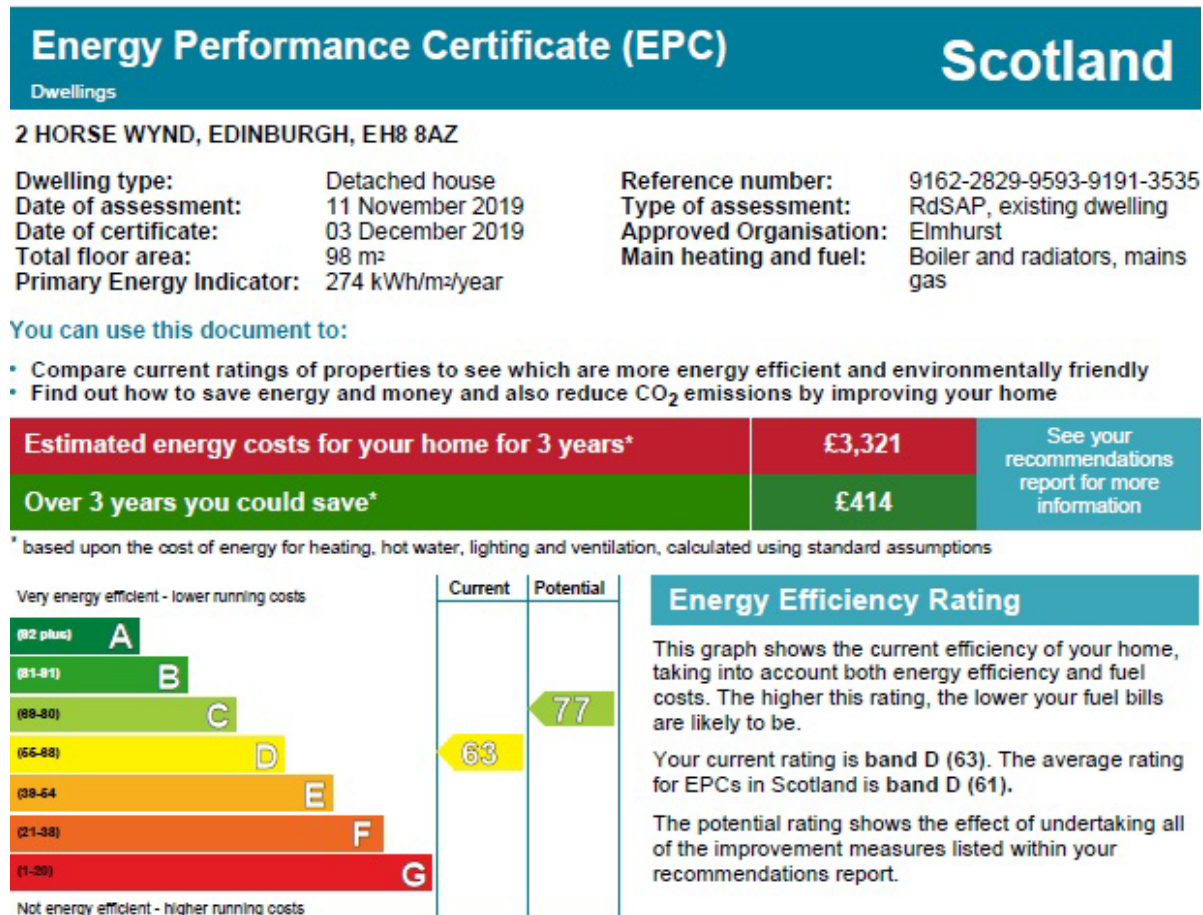 Energy Performance Certificate (EPC)
Scotland
Dwellings
2 HORSE WYND, EDINBURGH, EH8 8AZ
Dwelling type: Detached house
Date of assessment: 11 November 2019
Date of certificate: 03 December 2019
Total floor area: 98 m²
Primary Energy Indicator: 274 kWh/m²/year
Reference number: 9162-2829-9593-9191-3535
Type of assessment: RdSAP, existing dwelling
Approved Organisation: Elmhurst
Main heating and fuel: Boiler and radiators, mains
gas
You can use this document to:
• Compare current ratings of properties to see which are more energy efficient and environmentally friendly
• Find out how to save energy and money and also reduce CO₂ emissions by improving your home
Estimated energy costs for your home for 3 years* £3,321
Over 3 years you could save* £414
See your
recommendations
report for more
information
* based upon the cost of energy for heating, hot water, lighting and ventilation, calculated using standard assumptions
Very energy efficient - lower running costs
Current Potential
(92 plus) A
(81-91) B
(69-80) C
77
(55-68) D
63
(39-54 E
(21-38) F
(1-20) G
Not energy efficient - higher running costs
Energy Efficiency Rating
This graph shows the current efficiency of your home,
taking into account both energy efficiency and fuel
costs. The higher this rating, the lower your fuel bills
are likely to be.
Your current rating is band D (63). The average rating
for EPCs in Scotland is band D (61).
The potential rating shows the effect of undertaking all
of the improvement measures listed within your
recommendations report.